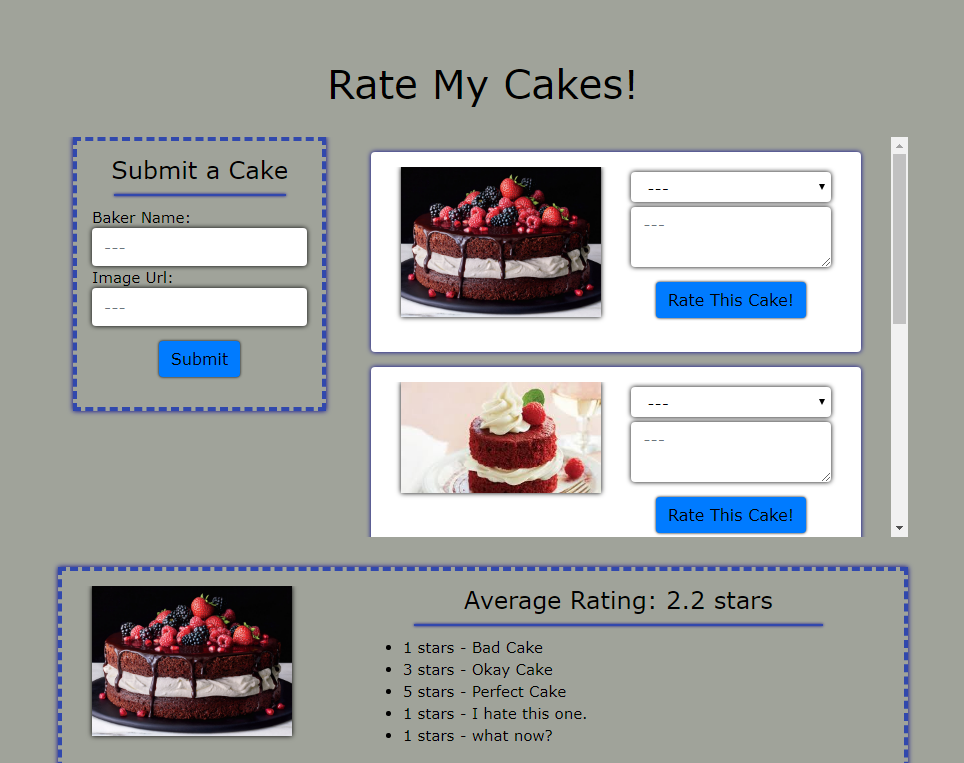 Rate My Cakes!
Submit a Cake
Baker Name:
---
Image Url:
---
Submit
---
---
Rate This Cake!
---
---
Rate This Cake!
Average Rating: 2.2 stars
1 stars - Bad Cake
3 stars - Okay Cake
5 stars - Perfect Cake
1 stars - I hate this one.
1 stars - what now?